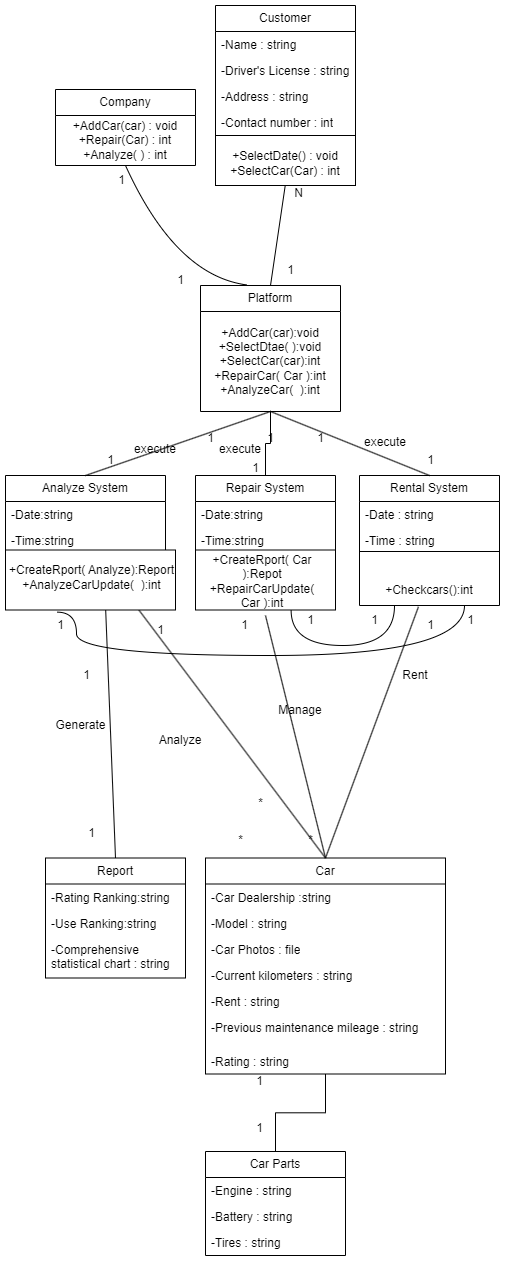 Customer
-Name : string
-Driver's License : string
-Address : string
-Contact number : int
+SelectDate() : void
+SelectCar(Car) : int
Company
+AddCar(car) : void
+Repair(Car) : int
+Analyze( ) : int
1
N
1
1
Platform
+AddCar(car):void
+SelectDtae( ):void
+SelectCar(car):int
+RepairCar( Car ):int
+AnalyzeCar(  ):int
1
1
1
execute
execute
execute
1
1
1
Analyze System
-Date:string
-Time:string
+CreateRport( Analyze):Report
+AnalyzeCarUpdate(  ):int
Repair System
-Date:string
-Time:string
+CreateRport( Car
):Repot
+RepairCarUpdate(
Car ):int
Rental System
-Date : string
-Time : string
+Checkcars():int
1
1
1
1
1
1
1
Rent
Generate
Manage
Analyze
*
1
*
*
Report
-Rating Ranking:string
-Use Ranking:string
-Comprehensive
statistical chart : string
Car
-Car Dealership :string
-Model : string
-Car Photos : file
-Current kilometers : string
-Rent : string
-Previous maintenance mileage : string
-Rating : string
1
1
Car Parts
-Engine : string
-Battery : string
-Tires : string